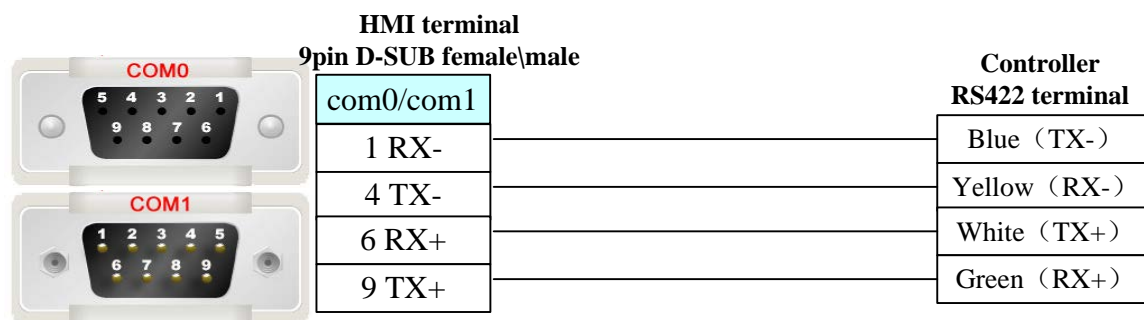 HMI terminal
9pin D-SUB female\male
COM0
5 4 3 2 1
9 8 7 6
COM1
1 2 3 4 5
6 7 8 9
com0/com1
1 RX-
4 TX-
6 RX+
9 TX+
Controller
RS422 terminal
Blue（TX-）
Yellow（RX-）
White（TX+）
Green（RX+）